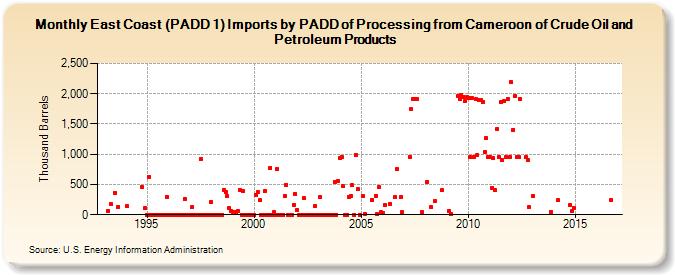 Monthly East Coast (PADD 1) Imports by PADD of Processing from Cameroon of Crude Oil and
Petroleum Products
Thousand Barrels
2,500
2,000
1,500
1,000
500
0
1995
2000
2005
2010
2015
Source: U.S. Energy Information Administration